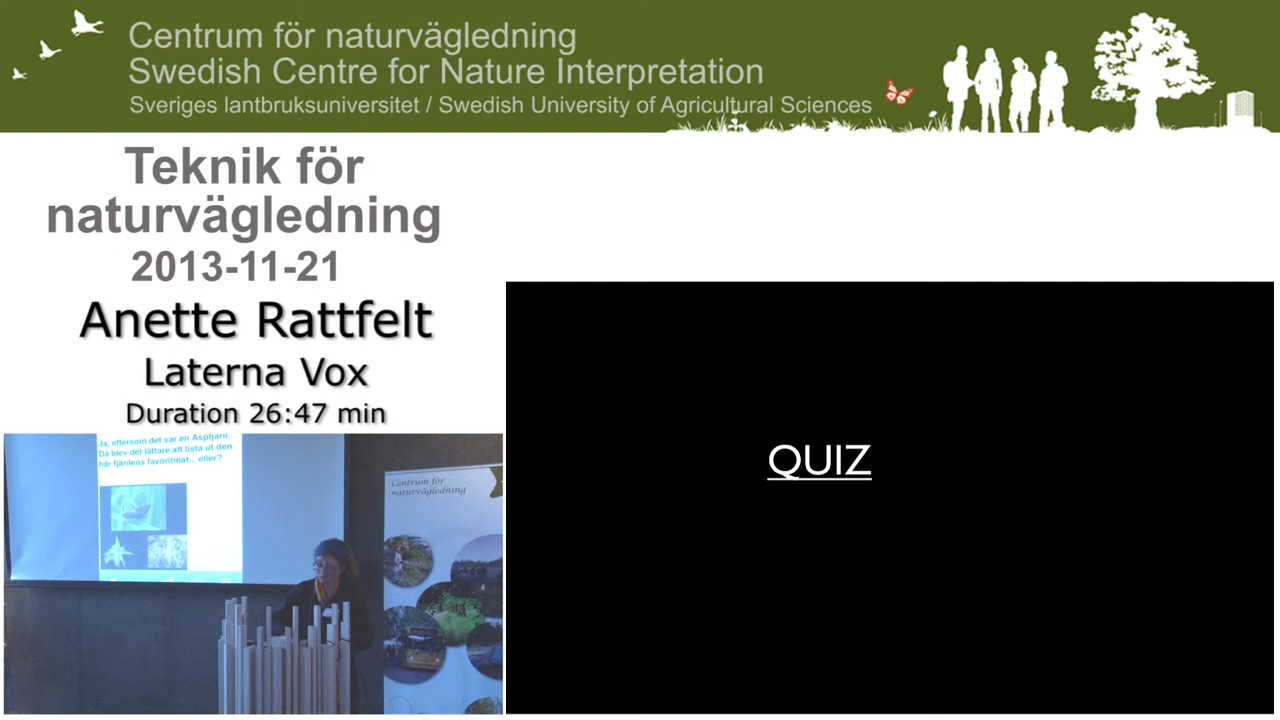 Centrum för naturvägledning
Swedish Centre for Nature Interpretation
Sveriges lantbruksuniversitet / Swedish University of Agricultural Sciences
Teknik för
naturvägledning
2013-11-21
Anette Rattfelt
Laterna Vox
Duration 26:47 min
Ja, eftersom det var en Aspfjäril.
Då blev det lättare att lista ut den
här fjärilens favoritmat... eller?
Centrum för
naturvägledning
QUIZ